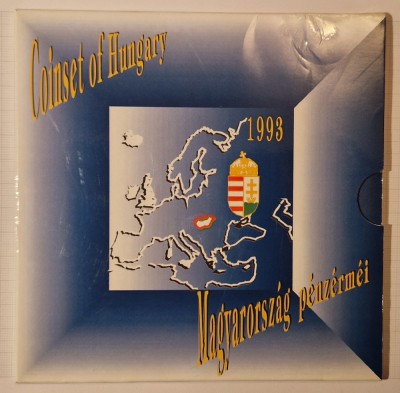 Coinset of Hungary
1993
Magyarország pénzérméi